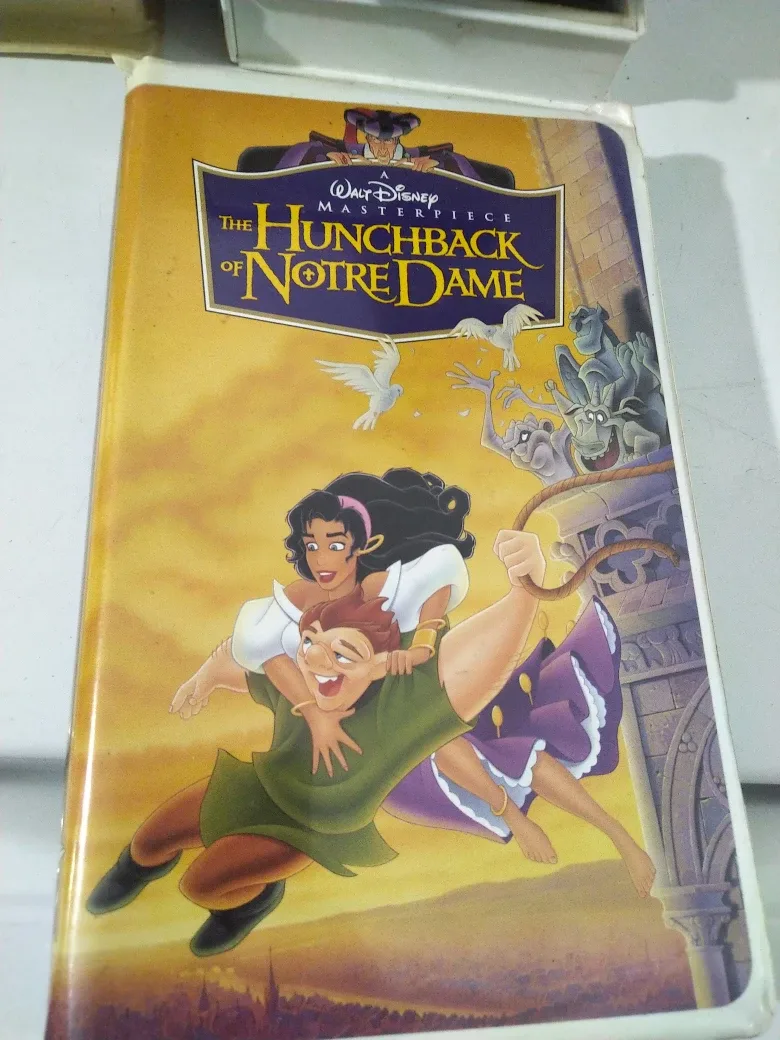 A
WALT DISNEY
MASTERPIECE
THE HUNCHBACK
OF NOTRE DAME